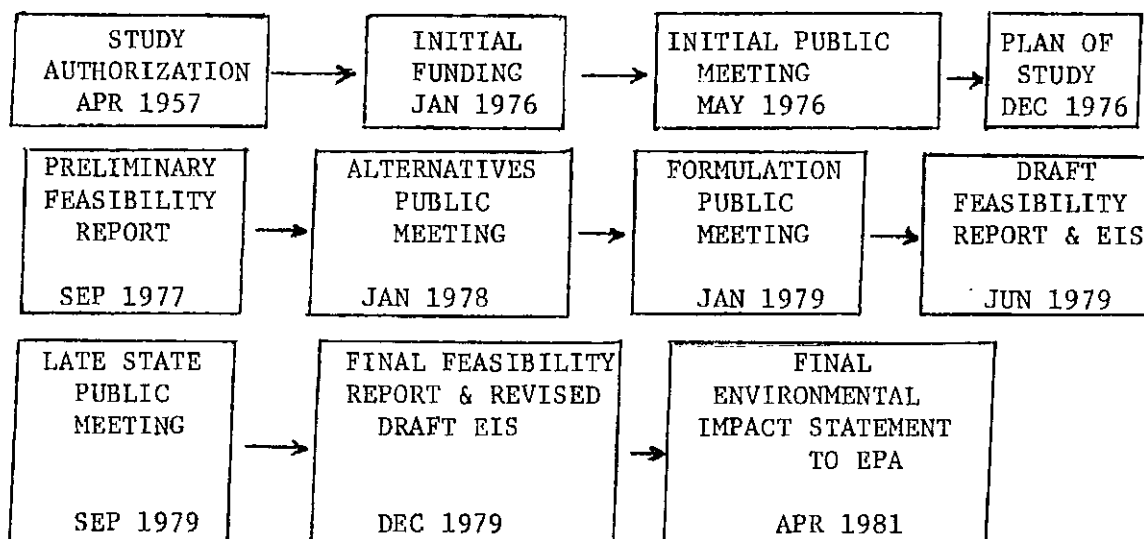 STUDY
AUTHORIZATION
APR 1957
INITIAL
FUNDING
JAN 1976
INITIAL PUBLIC
MEETING
MAY 1976
PLAN OF
STUDY
DEC 1976
PRELIMINARY
FEASIBILITY
REPORT
SEP 1977
ALTERNATIVES
PUBLIC
MEETING
JAN 1978
FORMULATION
PUBLIC
MEETING
JAN 1979
DRAFT
FEASIBILITY
REPORT & EIS
JUN 1979
LATE STATE
PUBLIC
MEETING
SEP 1979
FINAL FEASIBILITY
REPORT & REVISED
DRAFT EIS
DEC 1979
FINAL
ENVIRONMENTAL
IMPACT STATEMENT
TO EPA
APR 1981